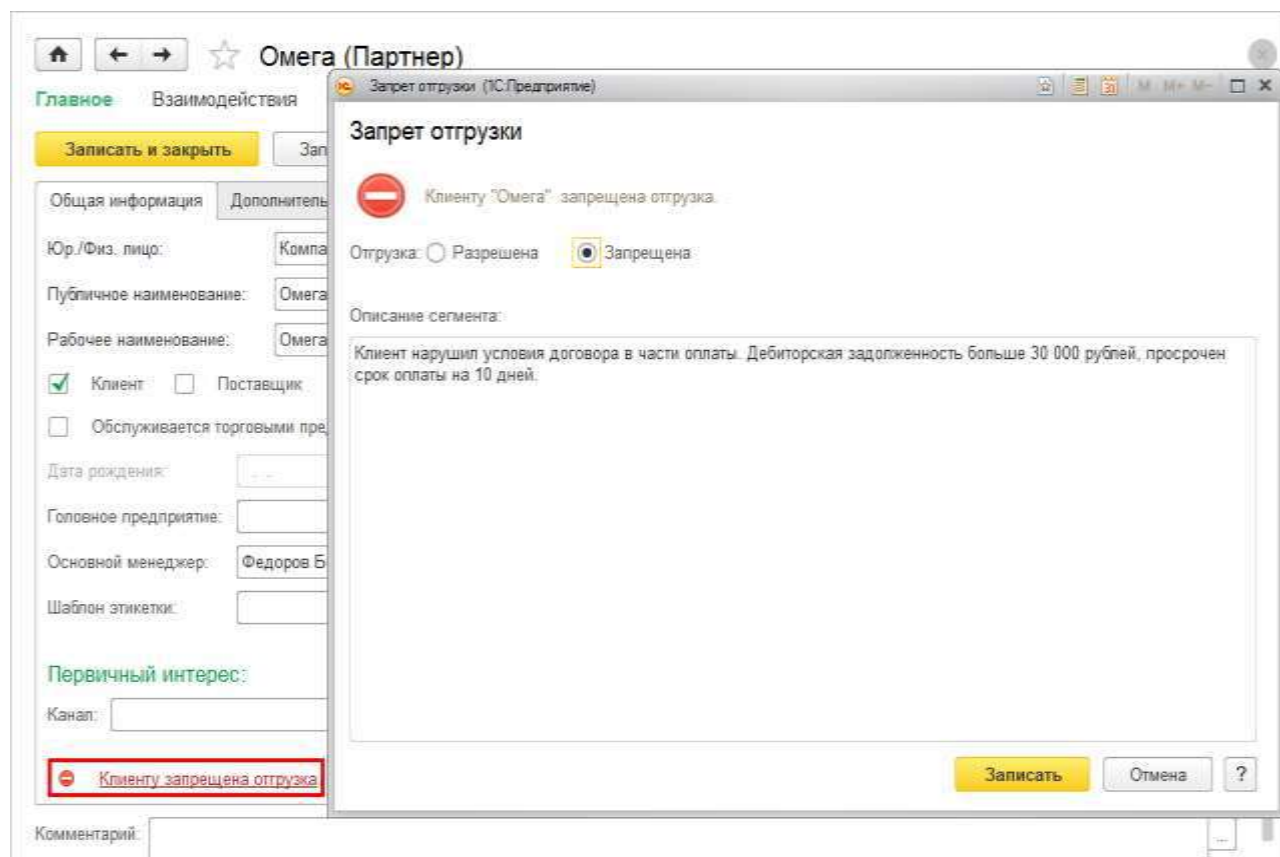 Омега (Партнер)
Главное Взаимодействия
Записать и закрыть Зап
Общая информация Дополнитель
Юр./Физ. лицо: Компа
Публичное наименование: Омега
Рабочее наименование: Омега
Клиент Поставщик
Обслуживается торговыми пре
Дата рождения: . .
Головное предприятие:
Основной менеджер: Федоров Б
Шаблон этикетки:
Первичный интерес:
Канал:
Клиенту запрещена отгрузка
Комментарий: ...
Запрет отгрузки (1С:Предприятие) 31 M M+ M-
Запрет отгрузки
Клиенту "Омега" запрещена отгрузка.
Отгрузка: Разрешена Запрещена
Описание сегмента:
Клиент нарушил условия договора в части оплаты. Дебиторская задолженность больше 30 000 рублей, просрочен
срок оплаты на 10 дней.
Записать Отмена ?